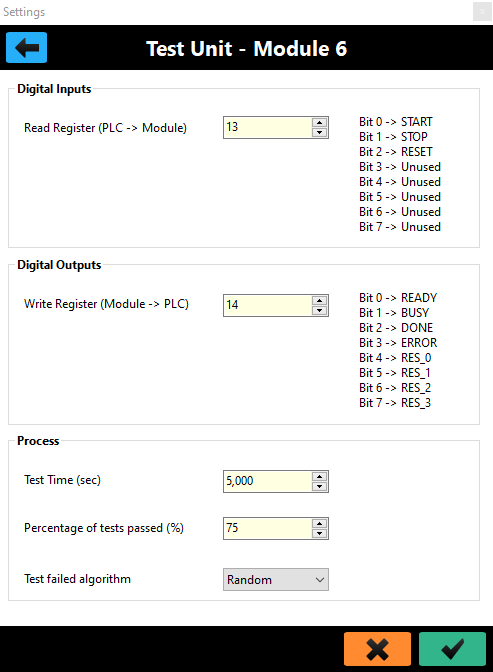 Settings
Test Unit - Module 6
Digital Inputs
Read Register (PLC -> Module)
13
Bit 0 -> START
Bit 1 -> STOP
Bit 2 -> RESET
Bit 3 -> Unused
Bit 4 -> Unused
Bit 5 -> Unused
Bit 6 -> Unused
Bit 7 -> Unused
Digital Outputs
Write Register (Module -> PLC)
14
Bit 0 -> READY
Bit 1 -> BUSY
Bit 2 -> DONE
Bit 3 -> ERROR
Bit 4 -> RES_0
Bit 5 -> RES_1
Bit 6 -> RES_2
Bit 7 -> RES_3
Process
Test Time (sec)
5,000
Percentage of tests passed (%)
75
Test failed algorithm
Random